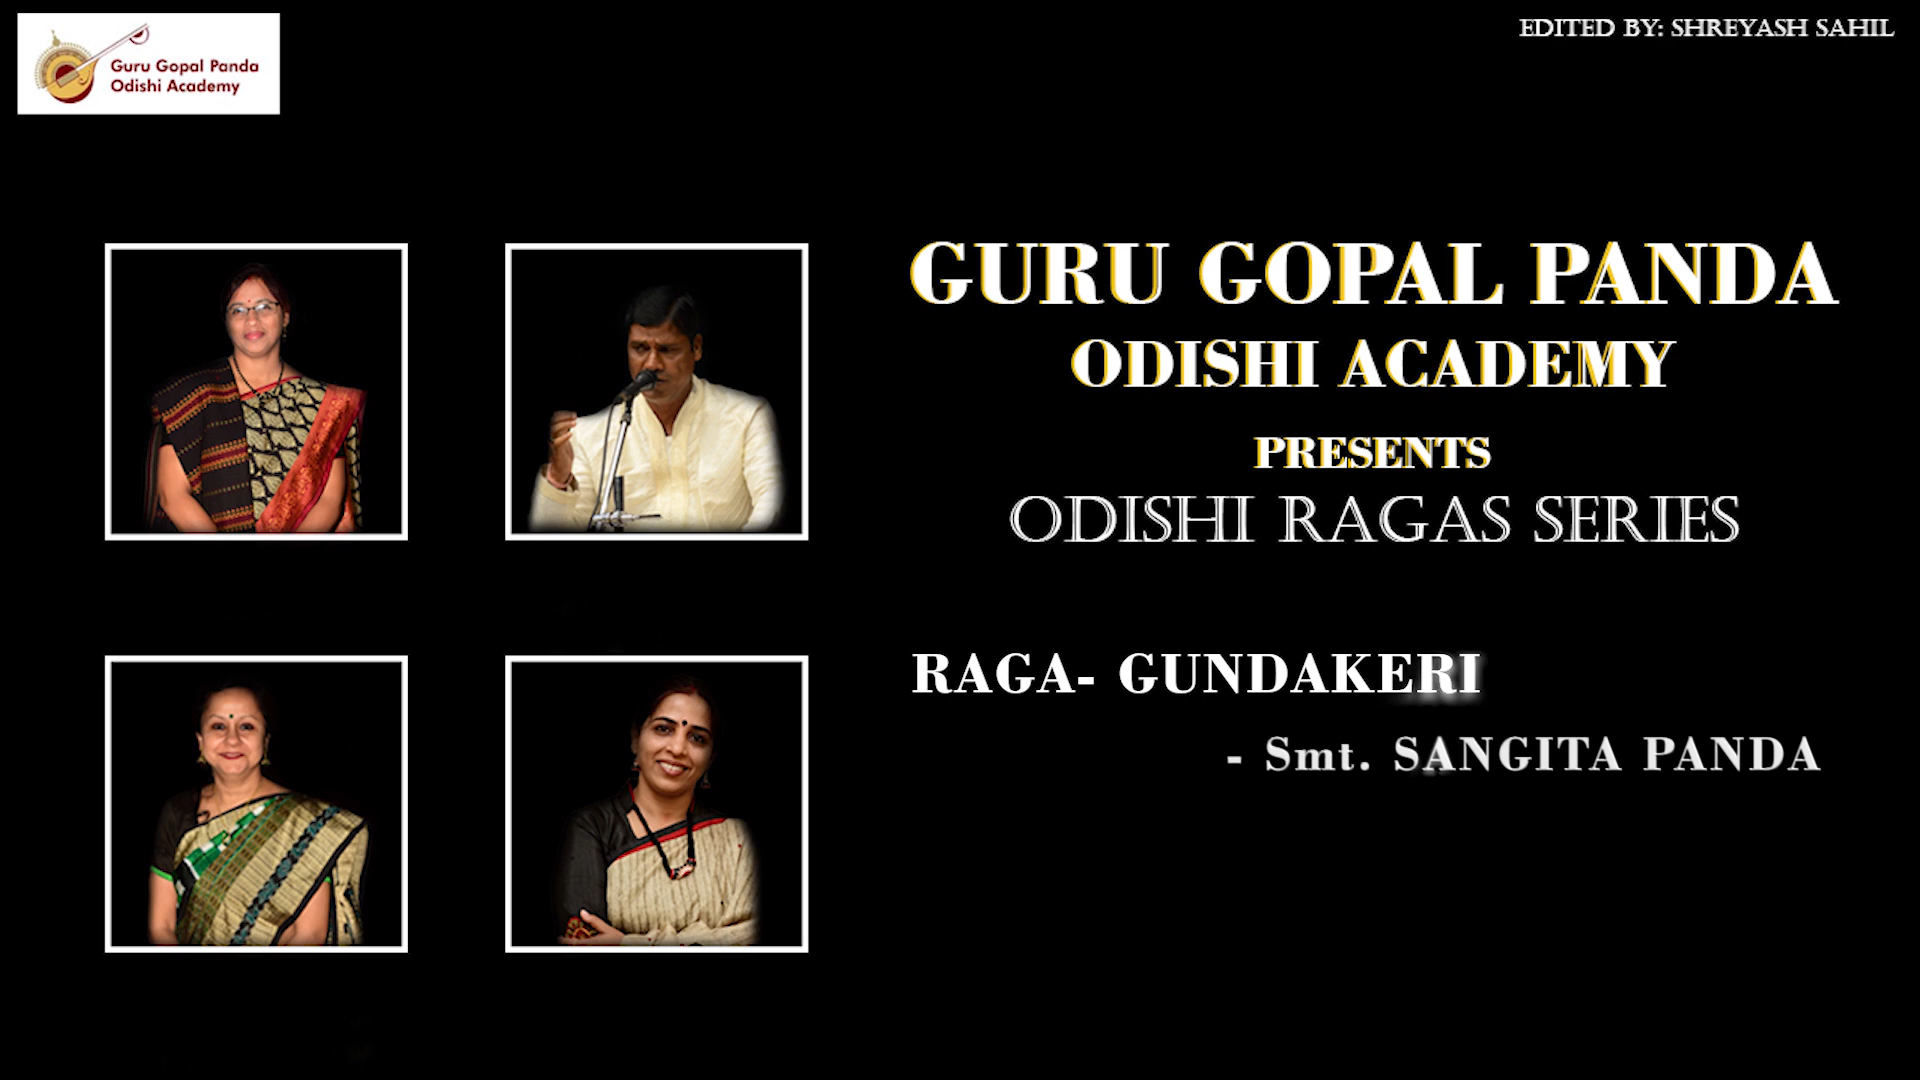 Guru Gopal Panda
Odishi Academy
EDITED BY: SHREYASH SAHIL
GURU GOPAL PANDA
ODISHI ACADEMY
PRESENTS
ODISHI RAGAS SERIES
RAGA- GUNDAKERI
- Smt. SANGITA PANDA